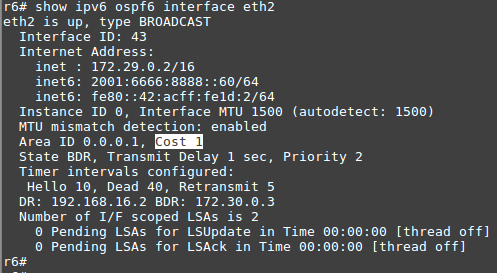 r6# show ipv6 ospf6 interface eth2
eth2 is up, type BROADCAST
  Interface ID: 43
  Internet Address:
    inet : 172.29.0.2/16
    inet6: 2001:6666:8888::60/64
    inet6: fe80::42:acff:fe1d:2/64
  Instance ID 0, Interface MTU 1500 (autodetect: 1500)
  MTU mismatch detection: enabled
  Area ID 0.0.0.1, Cost 1
  State BDR, Transmit Delay 1 sec, Priority 2
  Timer intervals configured:
   Hello 10, Dead 40, Retransmit 5
  DR: 192.168.16.2 BDR: 172.30.0.3
  Number of I/F scoped LSAs is 2
    0 Pending LSAs for LSUpdate in Time 00:00:00 [thread off]
    0 Pending LSAs for LSAck in Time 00:00:00 [thread off]
r6#